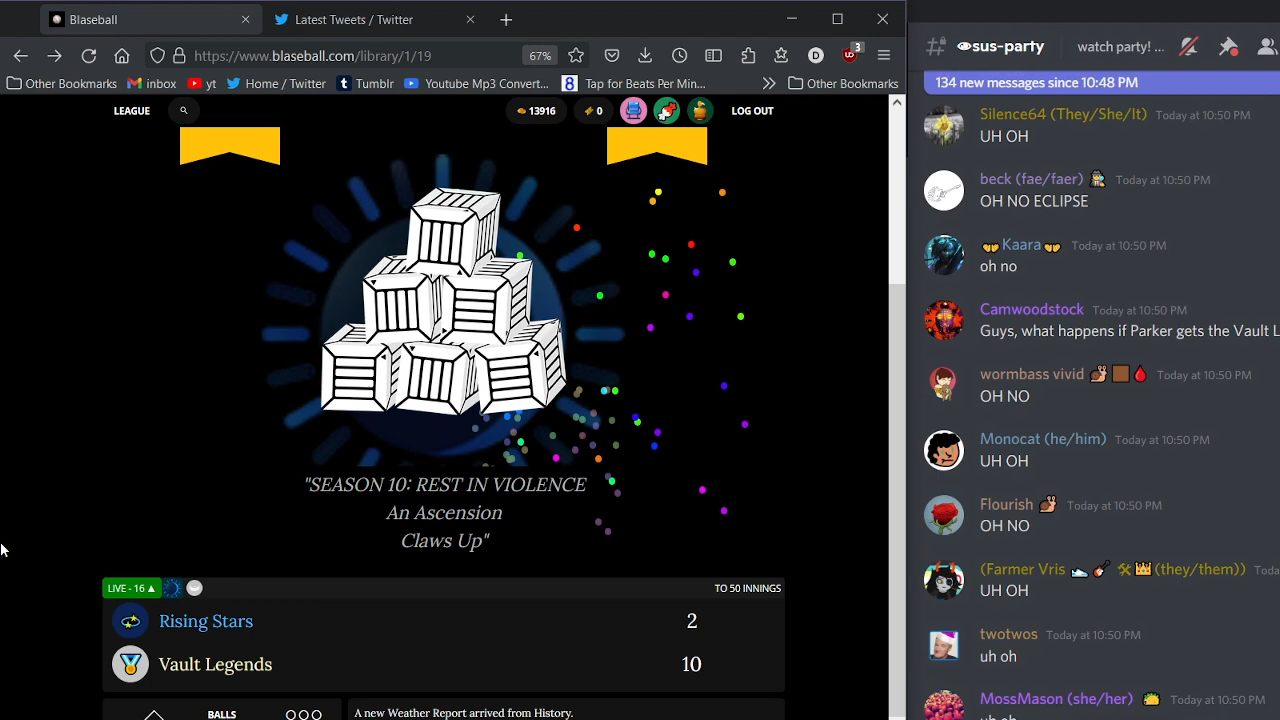 Blaseball
Latest Tweets / Twitter
https://www.blaseball.com/library/1/19
67%
3
Other Bookmarks
inbox
yt
Home / Twitter
Tumblr
Youtube Mp3 Convert...
Tap for Beats Per Min...
Other Bookmarks
LEAGUE
13916
0
LOG OUT
"SEASON 10: REST IN VIOLENCE
An Ascension
Claws Up"
LIVE - 16 ▲
TO 50 INNINGS
Rising Stars
2
Vault Legends
10
BALLS
A new Weather Report arrived from History.
sus-party
watch party! ...
134 new messages since 10:48 PM
Silence64 (They/She/It) Today at 10:50 PM
UH OH
beck (fae/faer) Today at 10:50 PM
OH NO ECLIPSE
Kaara Today at 10:50 PM
oh no
Camwoodstock Today at 10:50 PM
Guys, what happens if Parker gets the Vault L
wormbass vivid Today at 10:50 PM
OH NO
Monocat (he/him) Today at 10:50 PM
UH OH
Flourish Today at 10:50 PM
OH NO
(Farmer Vris (they/them)) Toda
UH OH
twotwos Today at 10:50 PM
uh oh
MossMason (she/her) Today at 10:50 PM